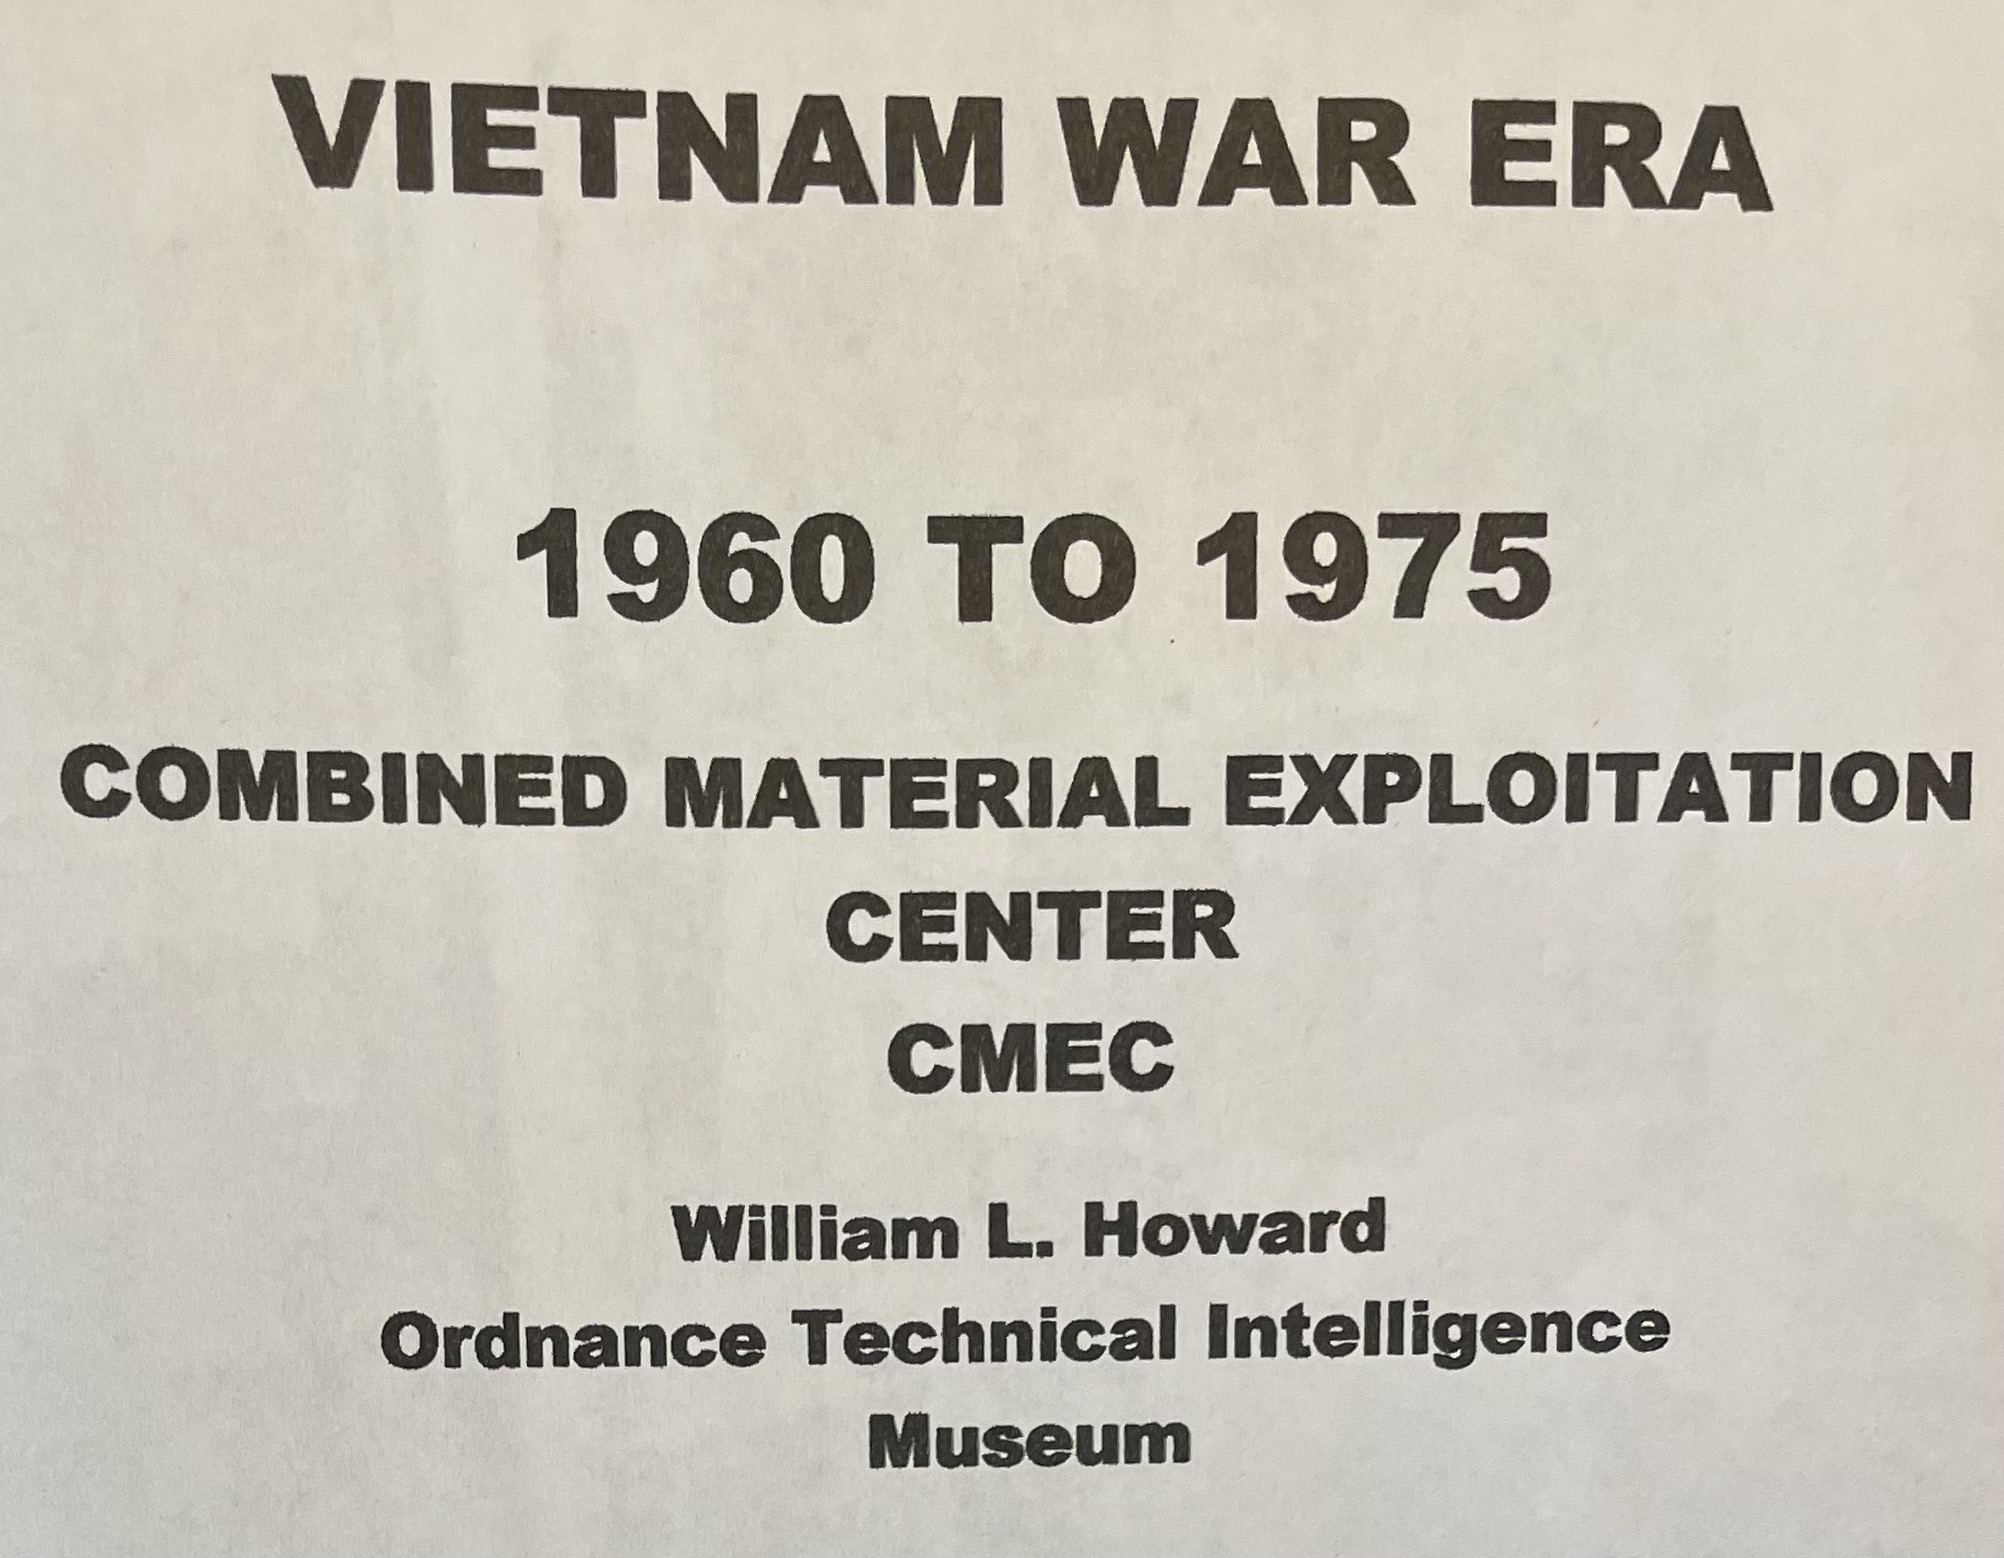 VIETNAM WAR ERA
1960 TO 1975
COMBINED MATERIAL EXPLOITATION
CENTER
CMEC
William L. Howard
Ordnance Technical Intelligence
Museum